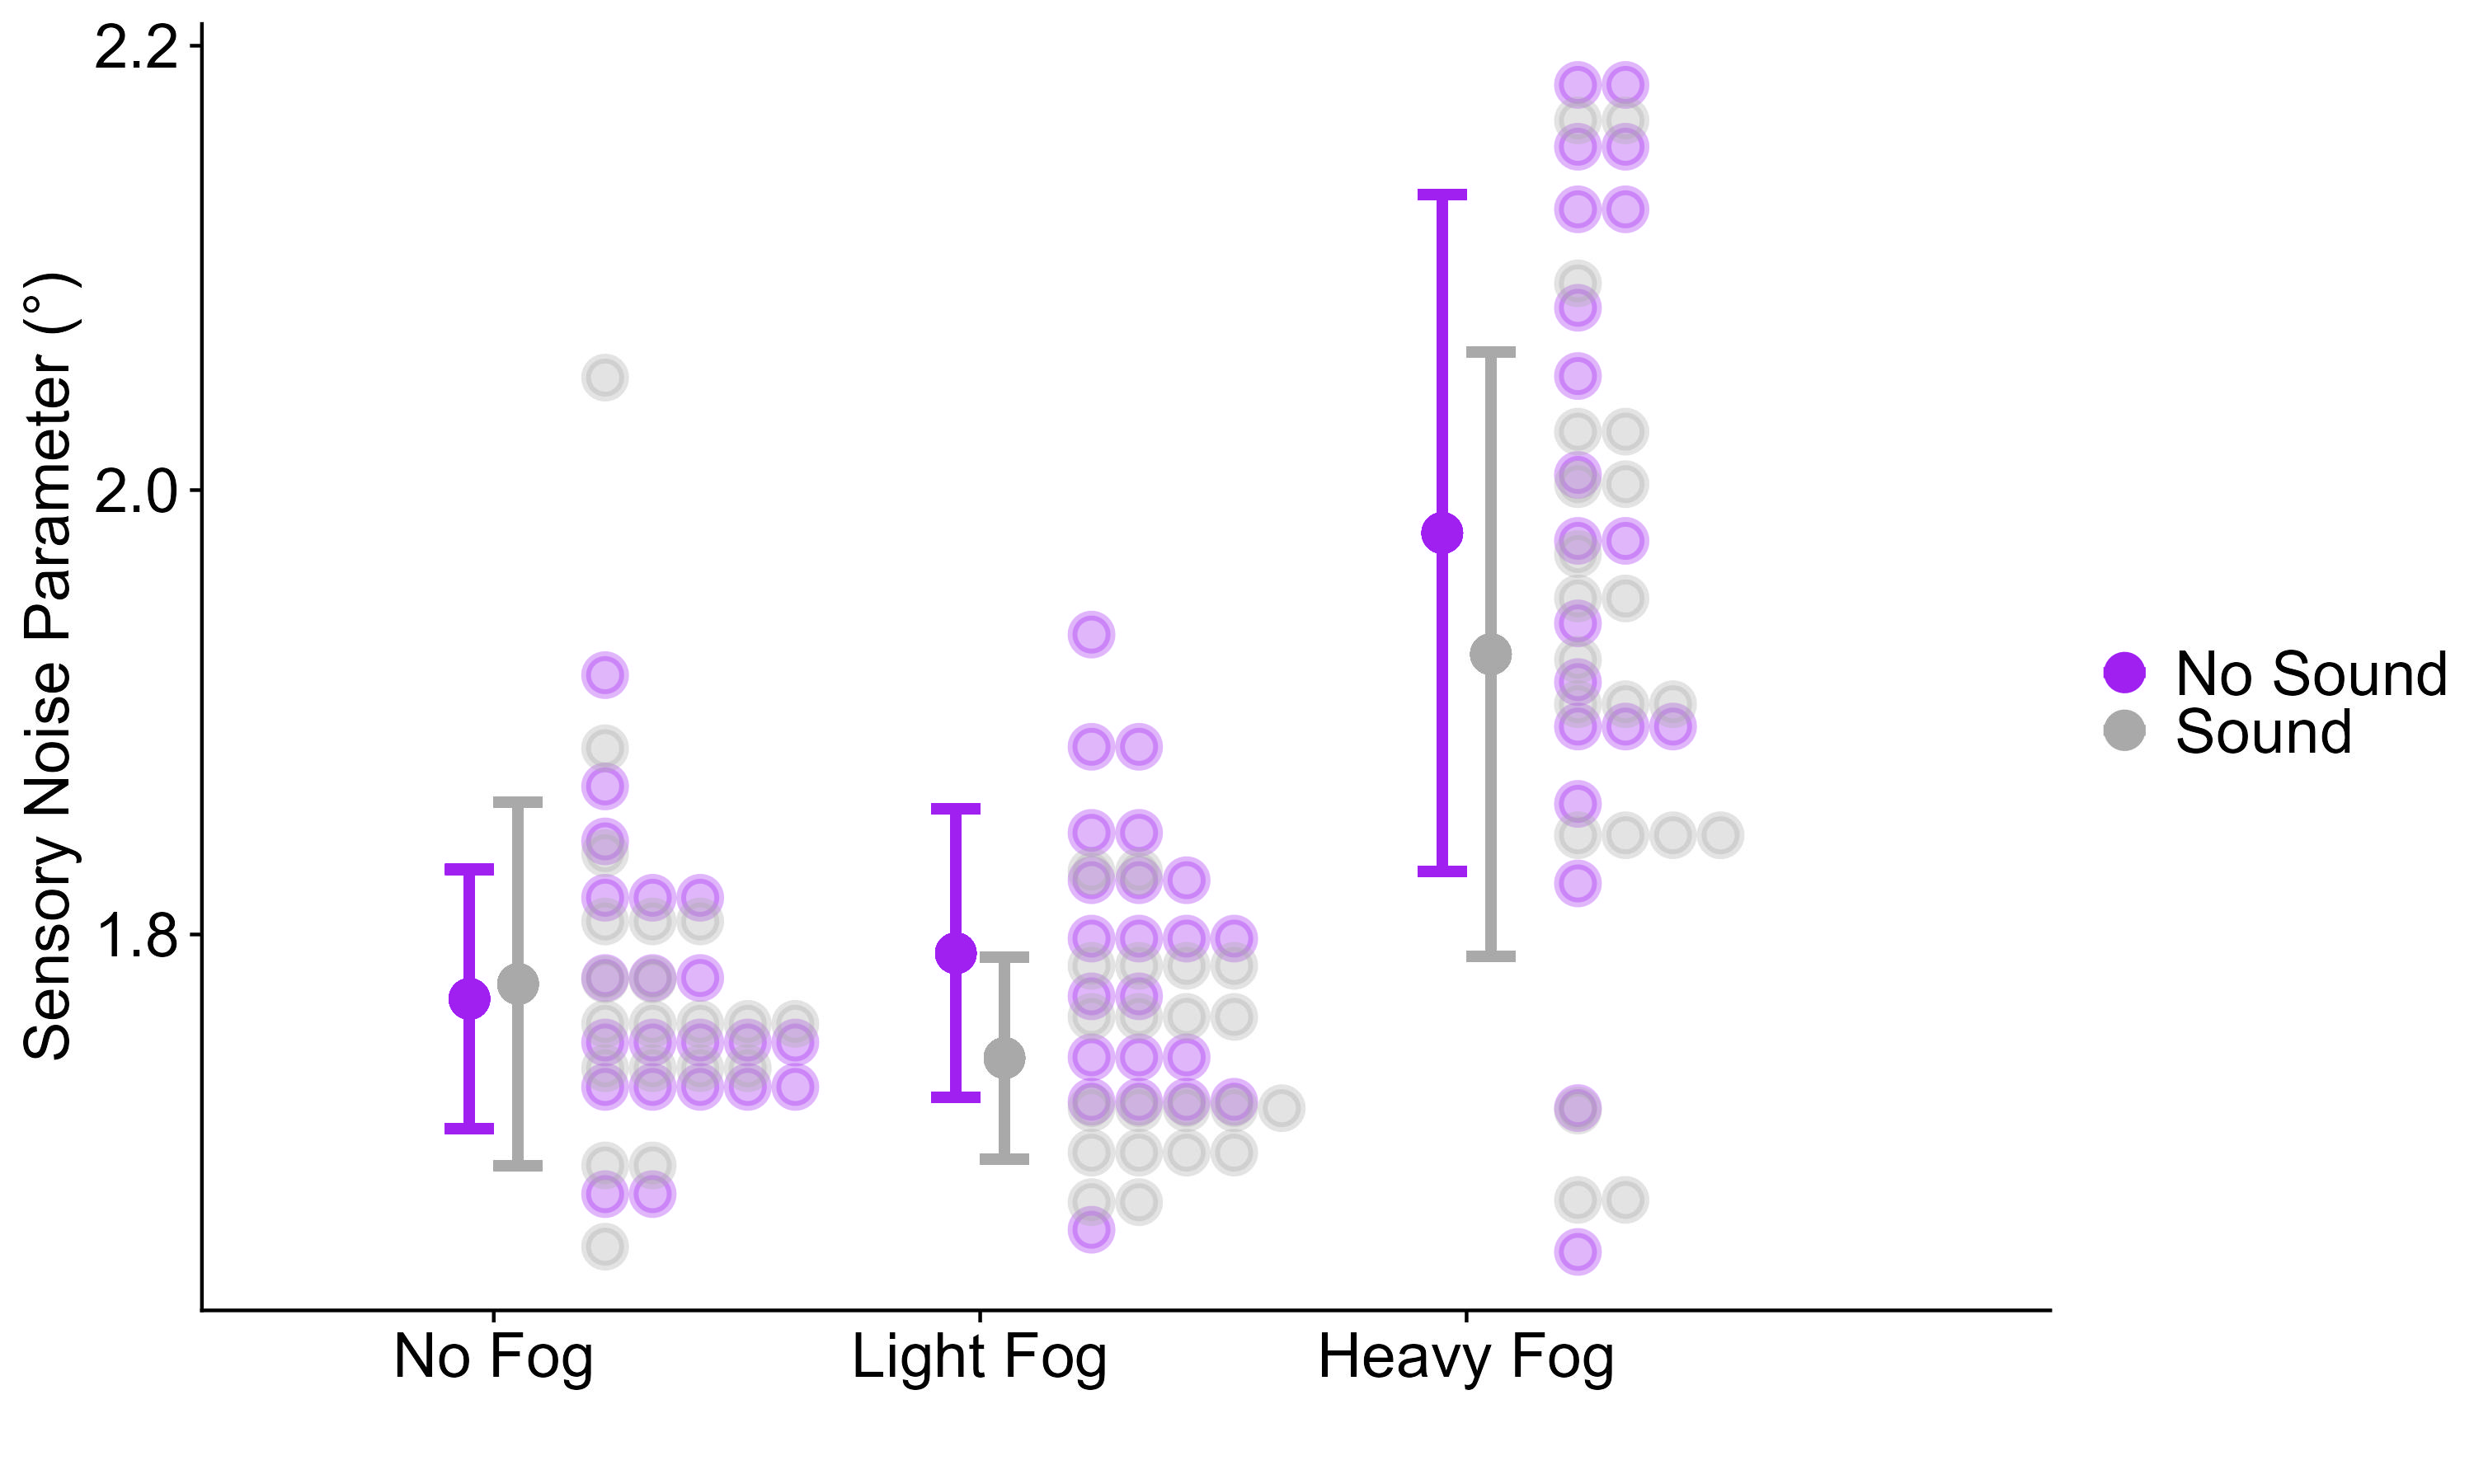 Sensory Noise Parameter (°)
2.2
2.0
1.8
No Fog
Light Fog
Heavy Fog
No Sound
Sound